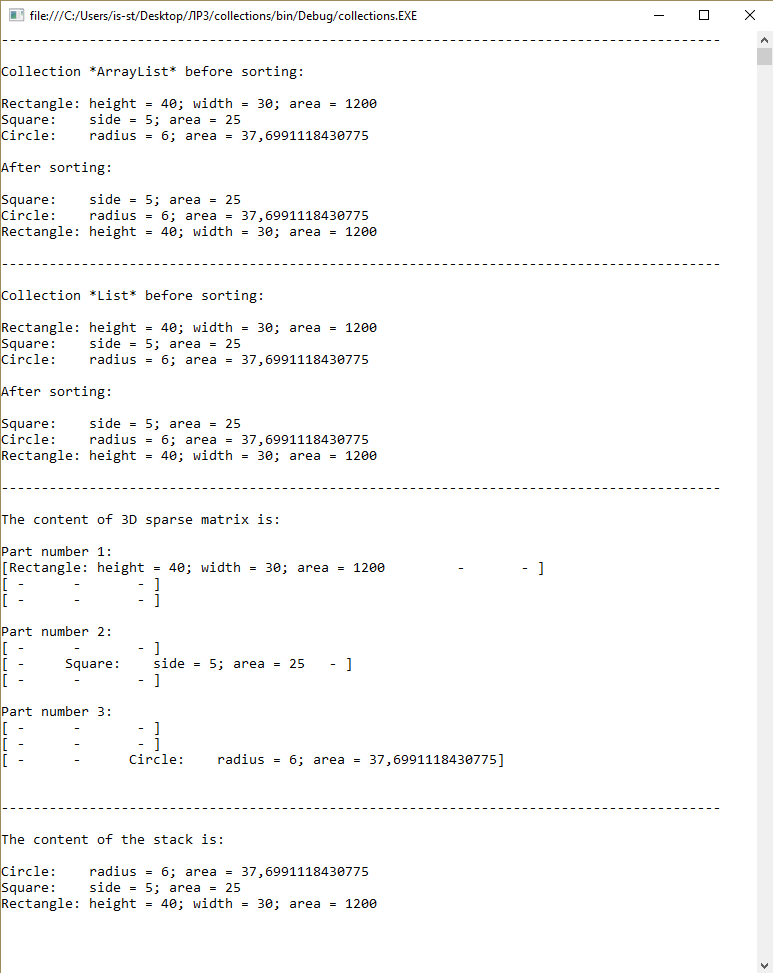 file:///C:/Users/is-st/Desktop/ЛР3/collections/bin/Debug/collections.EXE
------------------------------------------------------------------------------------------
Collection *ArrayList* before sorting:
Rectangle: height = 40; width = 30; area = 1200
Square:    side = 5; area = 25
Circle:    radius = 6; area = 37,6991118430775
After sorting:
Square:    side = 5; area = 25
Circle:    radius = 6; area = 37,6991118430775
Rectangle: height = 40; width = 30; area = 1200
------------------------------------------------------------------------------------------
Collection *List* before sorting:
Rectangle: height = 40; width = 30; area = 1200
Square:    side = 5; area = 25
Circle:    radius = 6; area = 37,6991118430775
After sorting:
Square:    side = 5; area = 25
Circle:    radius = 6; area = 37,6991118430775
Rectangle: height = 40; width = 30; area = 1200
------------------------------------------------------------------------------------------
The content of 3D sparse matrix is:
Part number 1:
[Rectangle: height = 40; width = 30; area = 1200         -       - ]
[ -      -       - ]
[ -      -       - ]
Part number 2:
[ -      -       - ]
[ -     Square:    side = 5; area = 25   - ]
[ -      -       - ]
Part number 3:
[ -      -       - ]
[ -      -       - ]
[ -      -      Circle:    radius = 6; area = 37,6991118430775]
------------------------------------------------------------------------------------------
The content of the stack is:
Circle:    radius = 6; area = 37,6991118430775
Square:    side = 5; area = 25
Rectangle: height = 40; width = 30; area = 1200